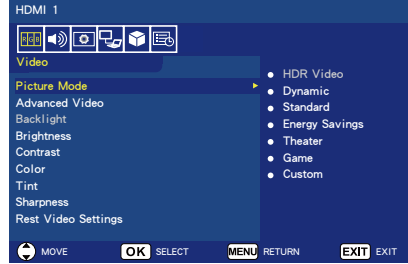 HDMI 1
RGB
Video
Picture Mode
Advanced Video
Backlight
Brightness
Contrast
Color
Tint
Sharpness
Rest Video Settings
HDR Video
Dynamic
Standard
Energy Savings
Theater
Game
Custom
MOVE OK SELECT MENU RETURN EXIT EXIT